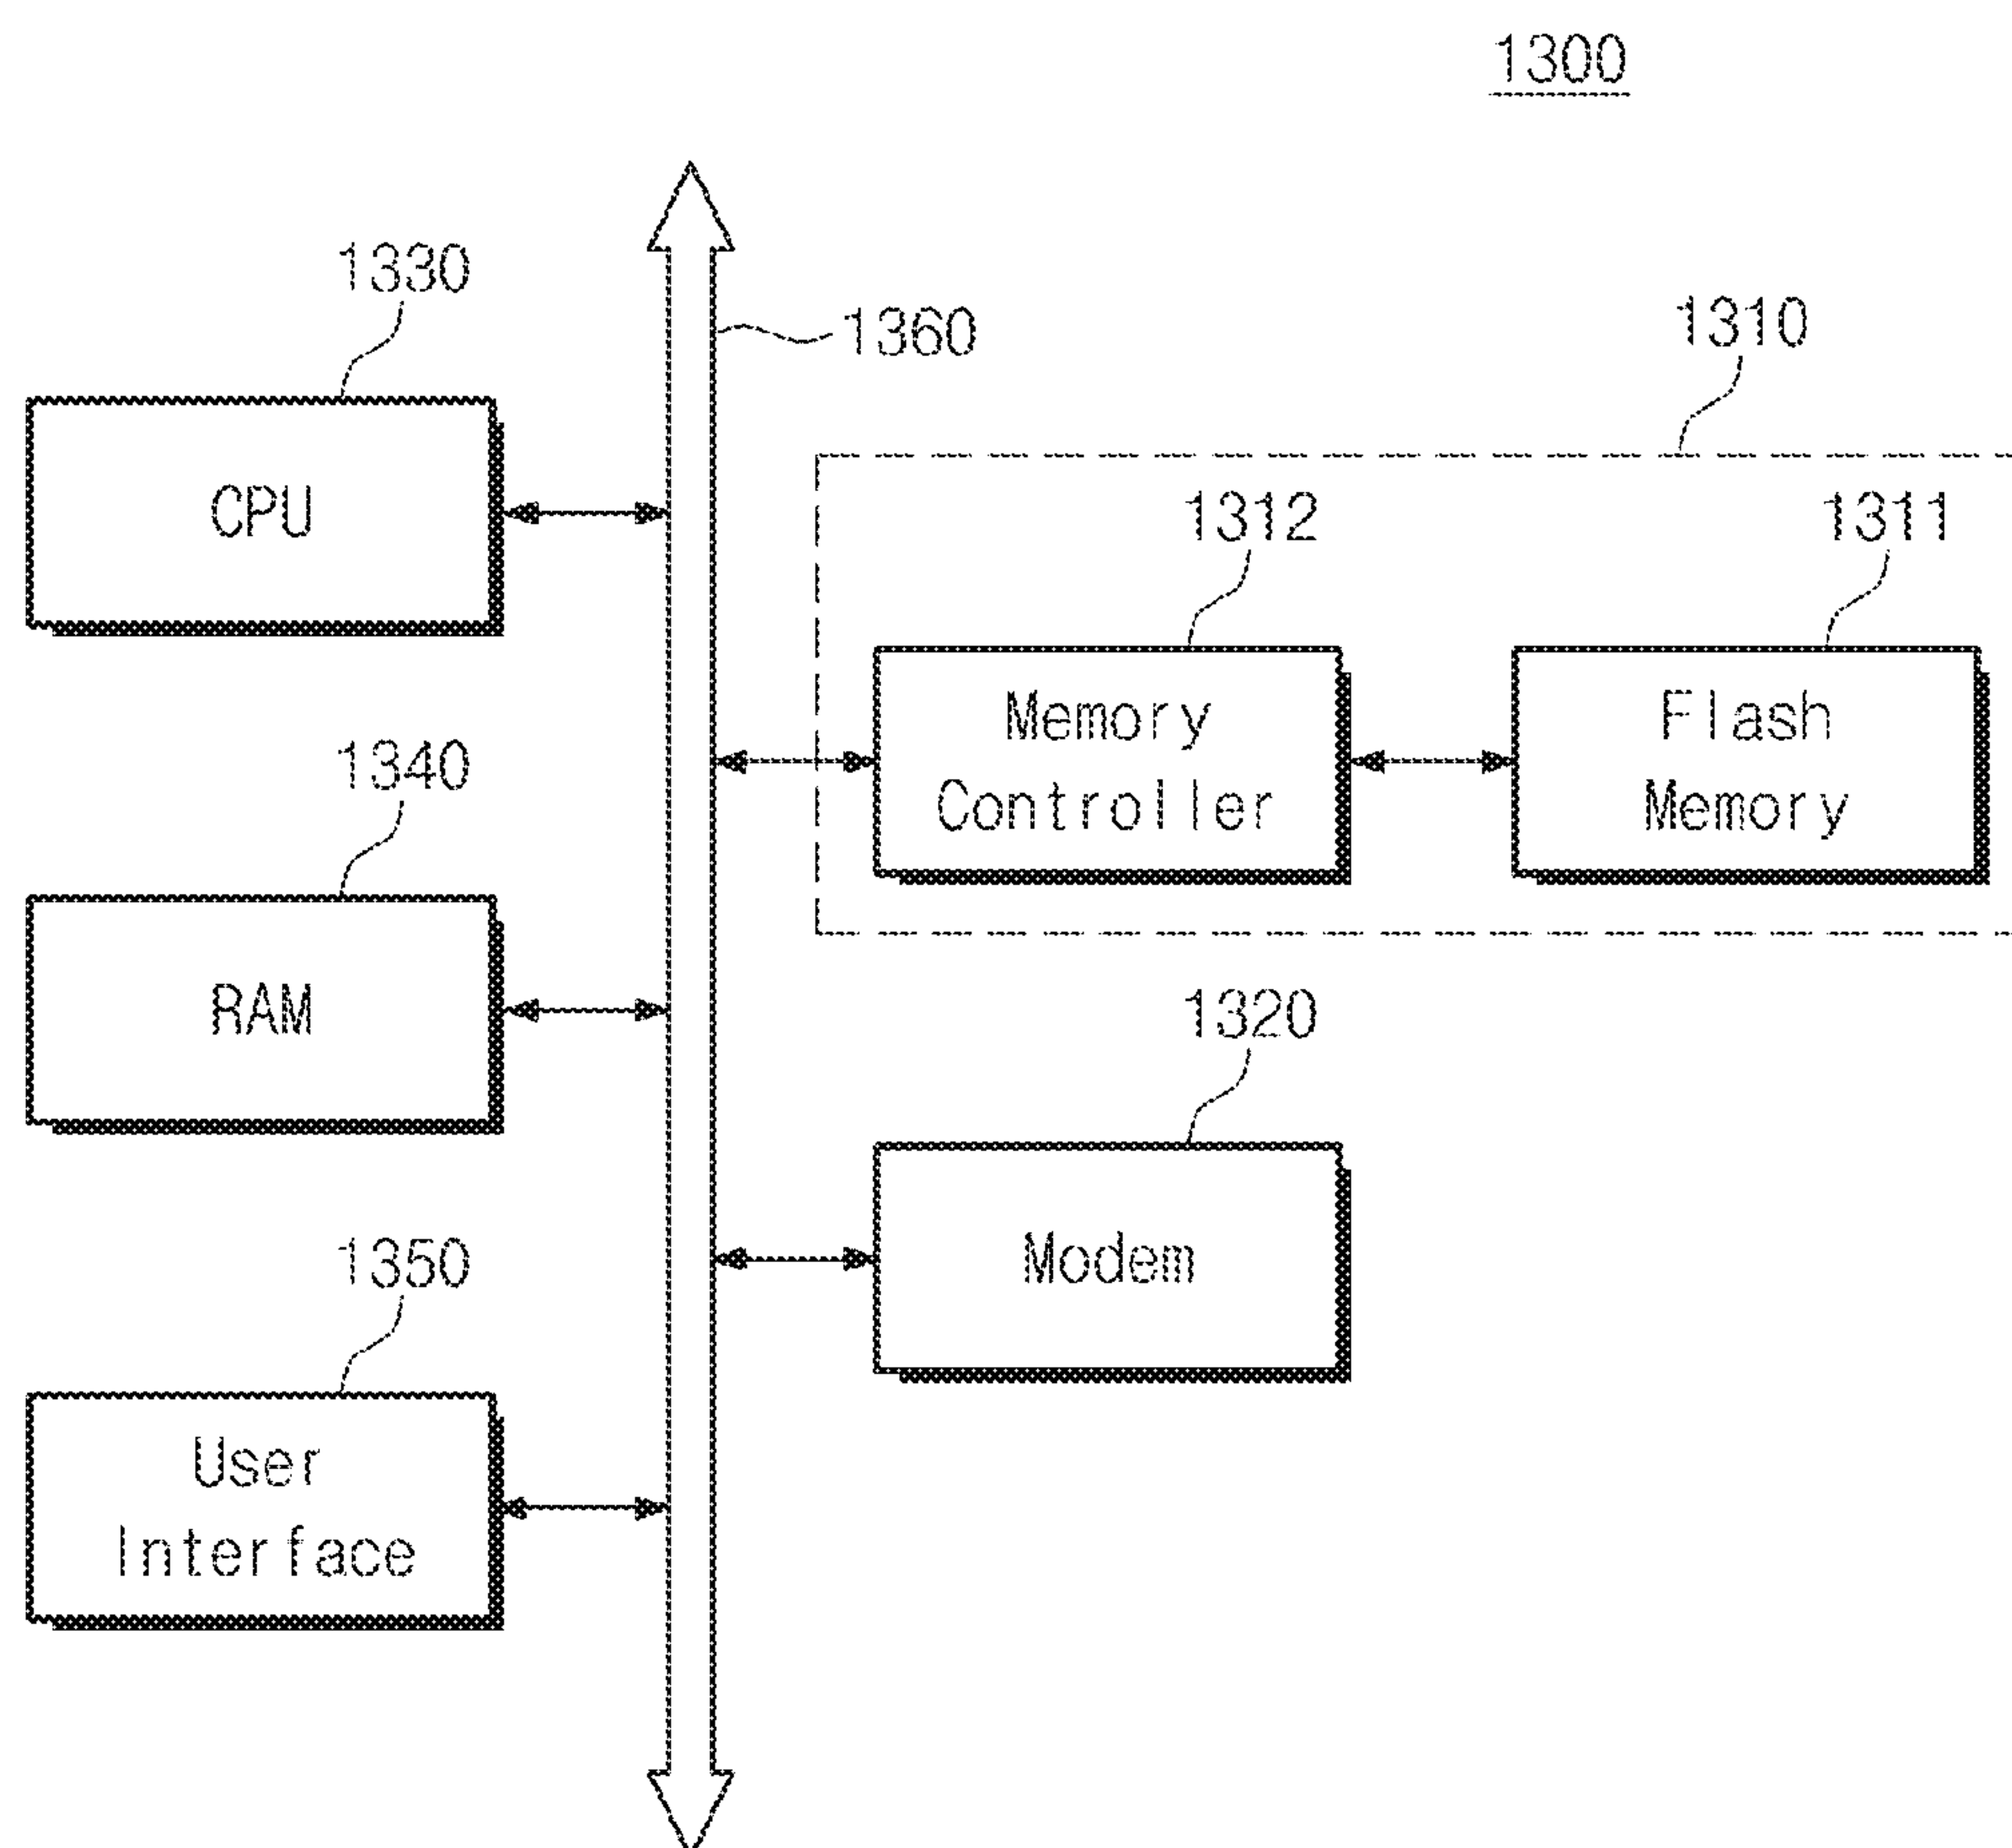 1300
1330
1360
1310
CPU
1312
1311
Memory
Controller
Flash
Memory
1340
RAM
1320
Modem
1350
User
Interface